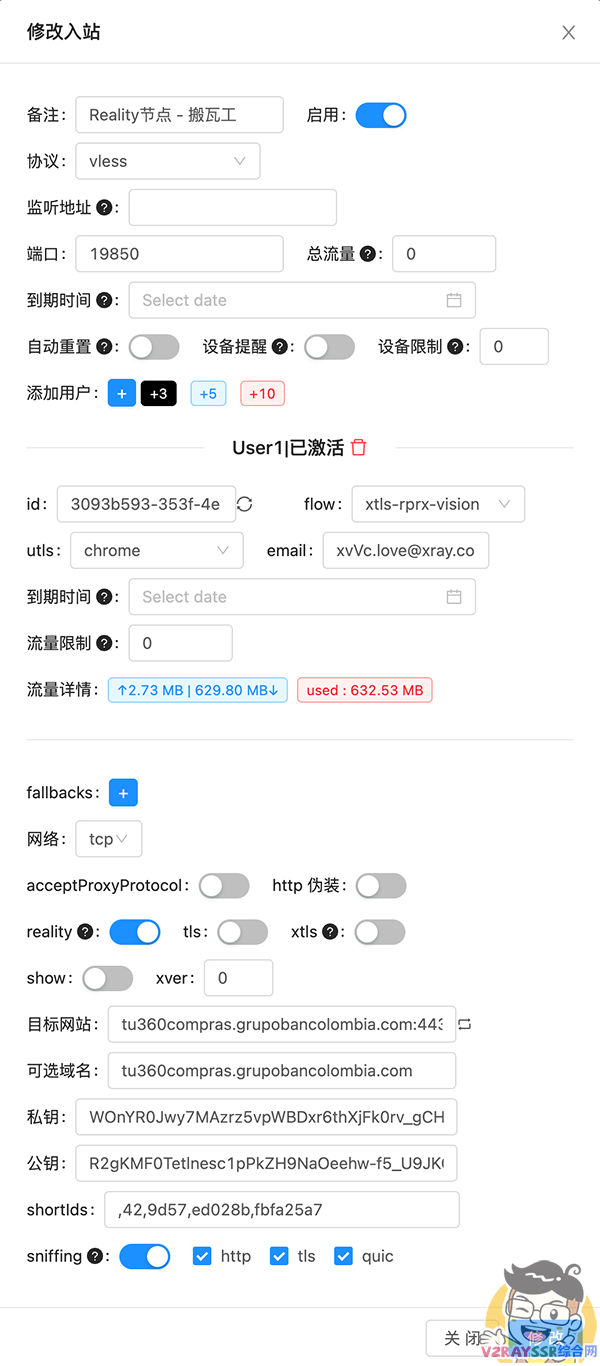 修改入站
备注: Reality节点 - 搬瓦工 启用:
协议: vless
监听地址 ?:
端口: 19850 总流量 ?: 0
到期时间 ?: Select date
自动重置 ?: 设备提醒 ?: 设备限制 ?: 0
添加用户: + +3 +5 +10
User1|已激活
id: 3093b593-353f-4e flow: xtls-rprx-vision
utls: chrome email: xvVc.love@xray.co
到期时间 ?: Select date
流量限制 ?: 0
流量详情: ↑2.73 MB | 629.80 MB↓ used : 632.53 MB
fallbacks: +
网络: tcp
acceptProxyProtocol: http 伪装:
reality ?: tls: xtls ?:
show: xver: 0
目标网站: tu360compras.grupobancolombia.com:443
可选域名: tu360compras.grupobancolombia.com
私钥: WOnYR0Jwy7MAzrz5vpWBDxr6thXjFk0rv_gCH
公钥: R2gKMF0TetInesc1pPkZH9NaOeehw-f5_U9JK
shortIds: ,42,9d57,ed028b,fbfa25a7
sniffing ?: http tls quic
关 闭 修 改
V2RAYSSR综合网